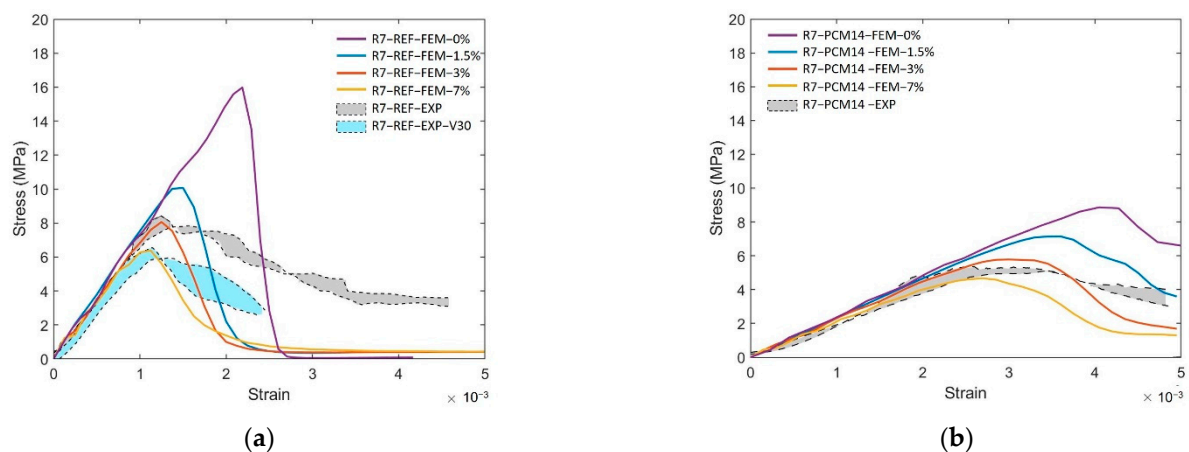 20
18
16
14
12
10
8
6
4
2
0
Stress (MPa)
R7-REF-FEM-0%
R7-REF-FEM-1.5%
R7-REF-FEM-3%
R7-REF-FEM-7%
R7-REF-EXP
R7-REF-EXP-V30
0 1 2 3 4 5
Strain
× 10⁻³
(a)
20
18
16
14
12
10
8
6
4
2
0
Stress (MPa)
R7-PCM14-FEM-0%
R7-PCM14 -FEM-1.5%
R7-PCM14 -FEM-3%
R7-PCM14 -FEM-7%
R7-PCM14 -EXP
0 1 2 3 4 5
Strain
× 10⁻³
(b)